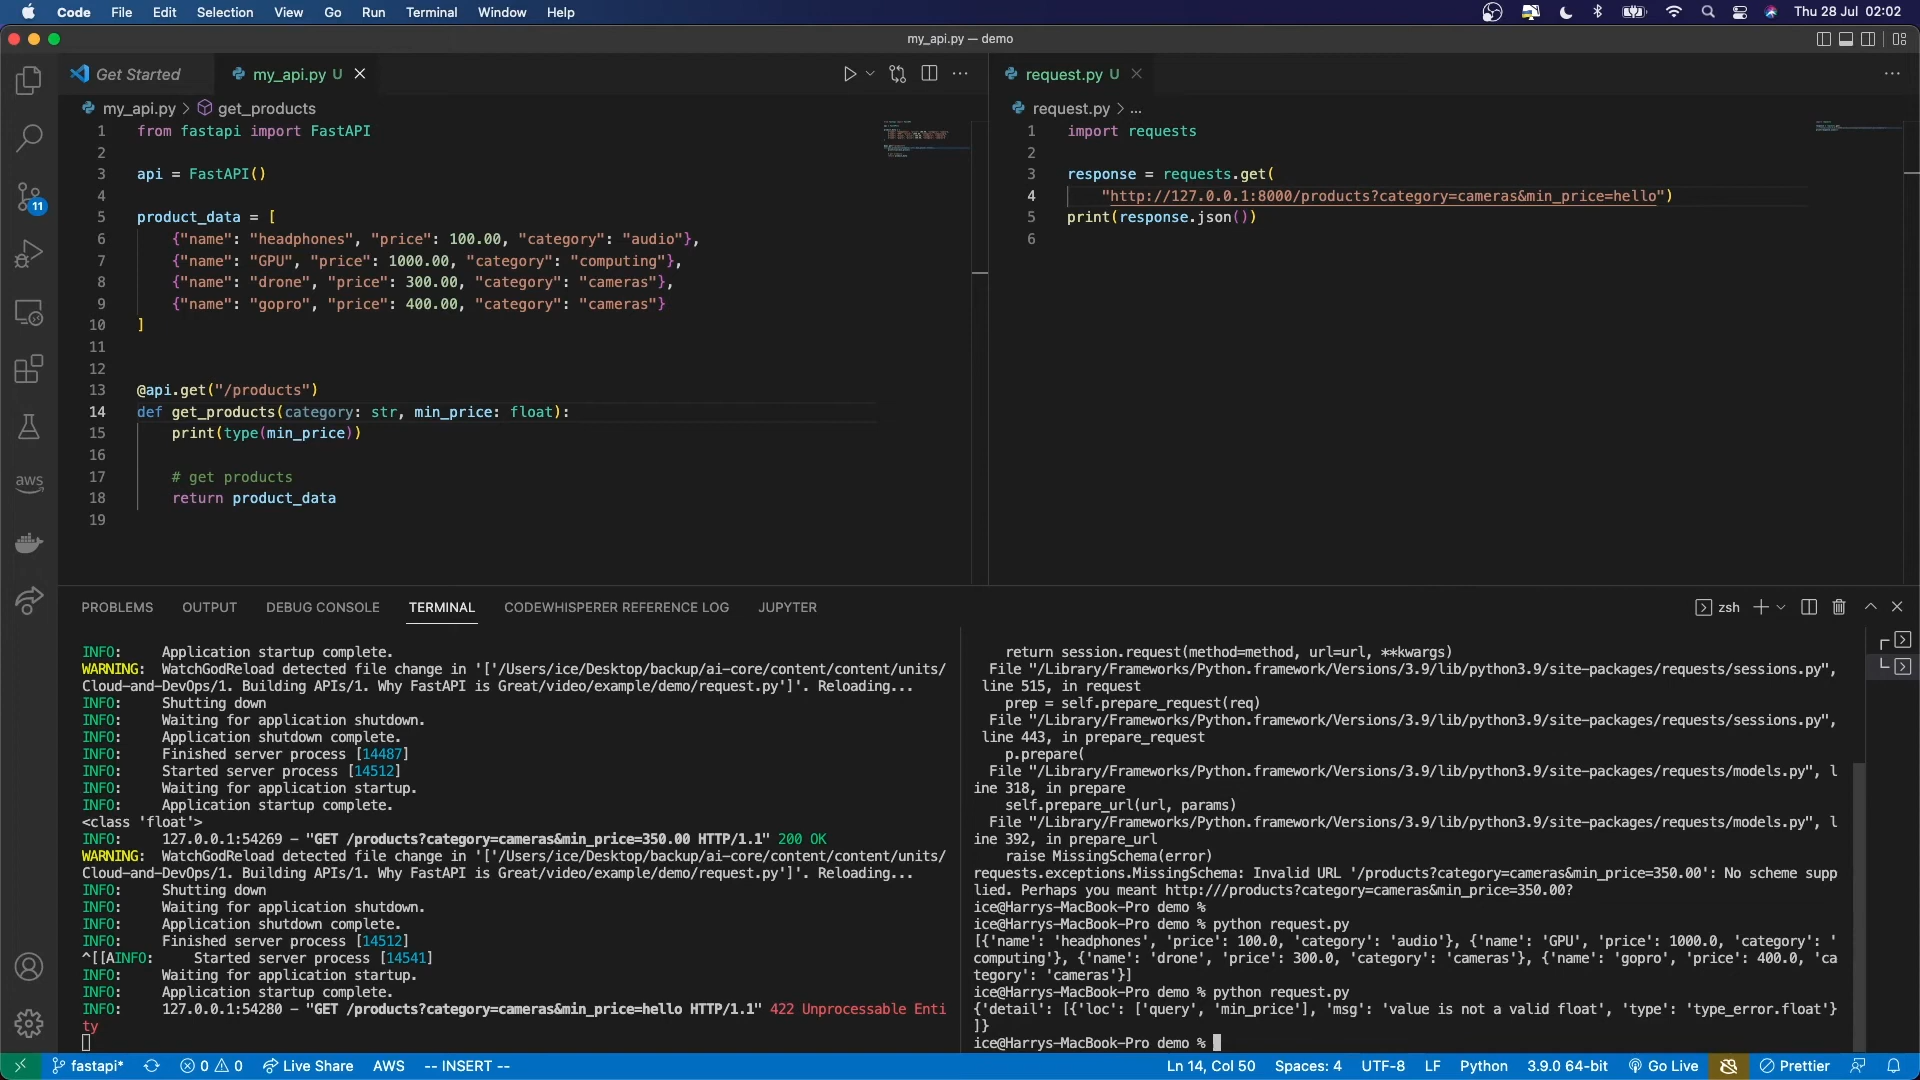 Code File Edit Selection View Go Run Terminal Window Help Thu 28 Jul 02:02
my_api.py — demo
Get Started my_api.py U
my_api.py > get_products
1 from fastapi import FastAPI
2
3 api = FastAPI()
4
5 product_data = [
6 {"name": "headphones", "price": 100.00, "category": "audio"},
7 {"name": "GPU", "price": 1000.00, "category": "computing"},
8 {"name": "drone", "price": 300.00, "category": "cameras"},
9 {"name": "gopro", "price": 400.00, "category": "cameras"}
10 ]
11
12
13 @api.get("/products")
14 def get_products(category: str, min_price: float):
15 print(type(min_price))
16
17 # get products
18 return product_data
19
request.py U
request.py > ...
1 import requests
2
3 response = requests.get(
4 "http://127.0.0.1:8000/products?category=cameras&min_price=hello")
5 print(response.json())
6
11
aws
PROBLEMS OUTPUT DEBUG CONSOLE TERMINAL CODEWHISPERER REFERENCE LOG JUPYTER zsh
INFO: Application startup complete.
WARNING: WatchGodReload detected file change in '['/Users/ice/Desktop/backup/ai-core/content/content/units/
Cloud-and-DevOps/1. Building APIs/1. Why FastAPI is Great/video/example/demo/request.py']'. Reloading...
INFO: Shutting down
INFO: Waiting for application shutdown.
INFO: Application shutdown complete.
INFO: Finished server process [14487]
INFO: Started server process [14512]
INFO: Waiting for application startup.
INFO: Application startup complete.
<class 'float'>
INFO: 127.0.0.1:54269 - "GET /products?category=cameras&min_price=350.00 HTTP/1.1" 200 OK
WARNING: WatchGodReload detected file change in '['/Users/ice/Desktop/backup/ai-core/content/content/units/
Cloud-and-DevOps/1. Building APIs/1. Why FastAPI is Great/video/example/demo/request.py']'. Reloading...
INFO: Shutting down
INFO: Waiting for application shutdown.
INFO: Application shutdown complete.
INFO: Finished server process [14512]
^[[AINFO: Started server process [14541]
INFO: Waiting for application startup.
INFO: Application startup complete.
INFO: 127.0.0.1:54280 - "GET /products?category=cameras&min_price=hello HTTP/1.1" 422 Unprocessable Enti
ty
return session.request(method=method, url=url, **kwargs)
File "/Library/Frameworks/Python.framework/Versions/3.9/lib/python3.9/site-packages/requests/sessions.py",
line 515, in request
prep = self.prepare_request(req)
File "/Library/Frameworks/Python.framework/Versions/3.9/lib/python3.9/site-packages/requests/sessions.py",
line 443, in prepare_request
p.prepare(
File "/Library/Frameworks/Python.framework/Versions/3.9/lib/python3.9/site-packages/requests/models.py", l
ine 318, in prepare
self.prepare_url(url, params)
File "/Library/Frameworks/Python.framework/Versions/3.9/lib/python3.9/site-packages/requests/models.py", l
ine 392, in prepare_url
raise MissingSchema(error)
requests.exceptions.MissingSchema: Invalid URL '/products?category=cameras&min_price=350.00': No scheme supp
lied. Perhaps you meant http:///products?category=cameras&min_price=350.00?
ice@Harrys-MacBook-Pro demo %
ice@Harrys-MacBook-Pro demo % python request.py
[{'name': 'headphones', 'price': 100.0, 'category': 'audio'}, {'name': 'GPU', 'price': 1000.0, 'category': '
computing'}, {'name': 'drone', 'price': 300.0, 'category': 'cameras'}, {'name': 'gopro', 'price': 400.0, 'ca
tegory': 'cameras'}]
ice@Harrys-MacBook-Pro demo % python request.py
{'detail': [{'loc': ['query', 'min_price'], 'msg': 'value is not a valid float', 'type': 'type_error.float'}
]}
ice@Harrys-MacBook-Pro demo %
fastapi* 0 0 Live Share AWS -- INSERT -- Ln 14, Col 50 Spaces: 4 UTF-8 LF Python 3.9.0 64-bit Go Live Prettier